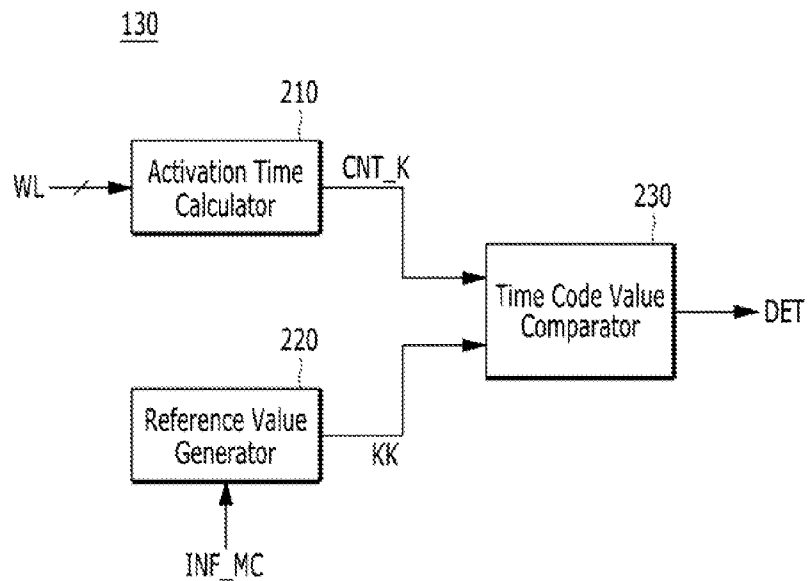 130
210
Activation Time
Calculator
WL
CNT_K
230
Time Code Value
Comparator
DET
220
Reference Value
Generator
KK
INF_MC